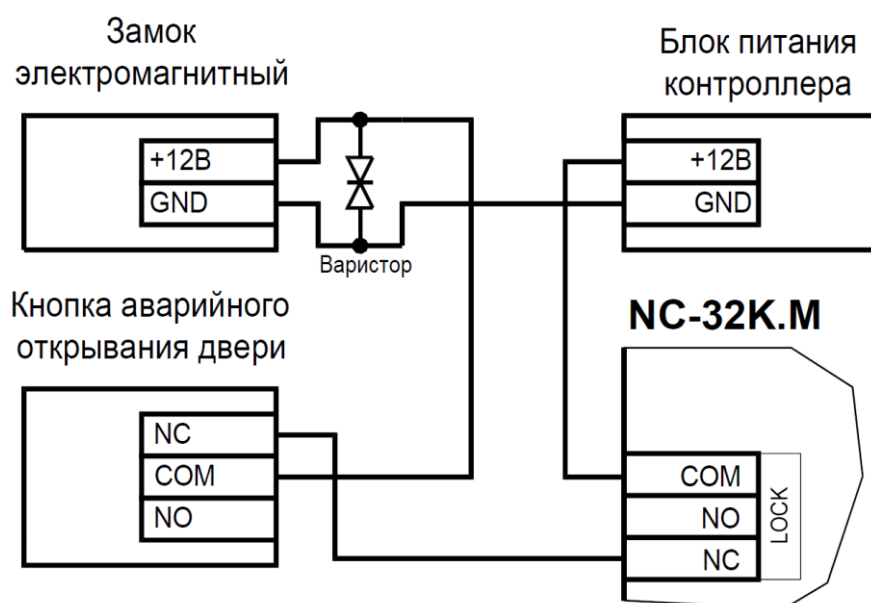 Замок
электромагнитный
+12В
GND
Варистор
Блок питания
контроллера
+12В
GND
Кнопка аварийного
открывания двери
NC
COM
NO
NC-32K.M
COM
NO
NC
LOCK